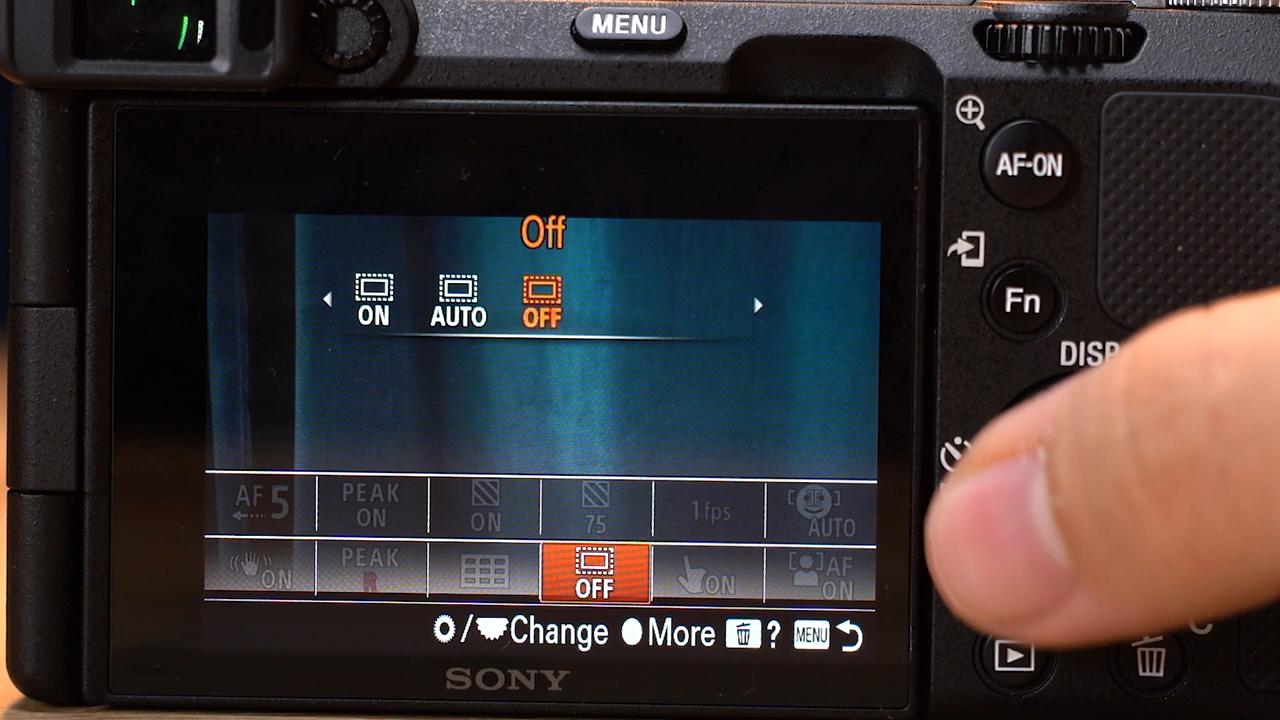 MENU
AF-ON
Off
ON AUTO OFF
Fn
DISP
AF 5 PEAK ON ON 75 1fps AUTO
ON PEAK R OFF ON AF ON
/ Change More ? MENU
SONY
C